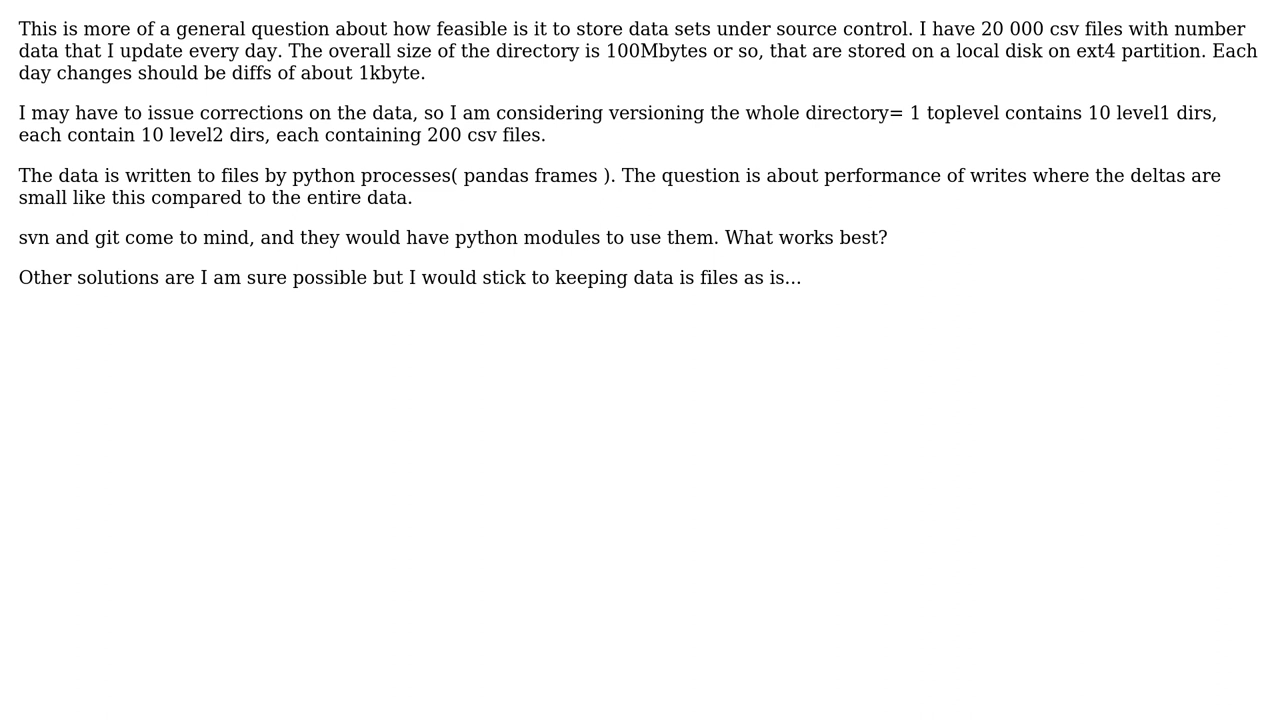 This is more of a general question about how feasible is it to store data sets under source control. I have 20 000 csv files with number
data that I update every day. The overall size of the directory is 100Mbytes or so, that are stored on a local disk on ext4 partition. Each
day changes should be diffs of about 1kbyte.
I may have to issue corrections on the data, so I am considering versioning the whole directory= 1 toplevel contains 10 level1 dirs,
each contain 10 level2 dirs, each containing 200 csv files.
The data is written to files by python processes( pandas frames ). The question is about performance of writes where the deltas are
small like this compared to the entire data.
svn and git come to mind, and they would have python modules to use them. What works best?
Other solutions are I am sure possible but I would stick to keeping data is files as is...